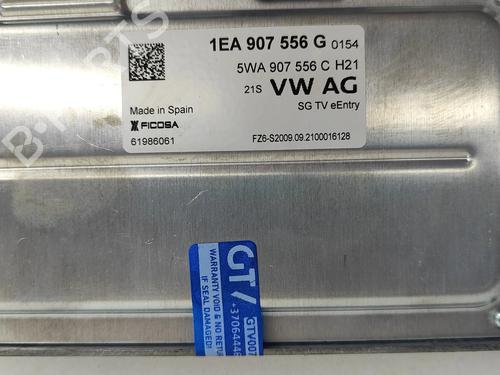 1EA 907 556 G 0154
5WA 907 556 C H21
21S VW AG
SG TV eEntry
Made in Spain
FICOSA
61986061
FZ6-S2009.09.2100016128
GT/
WARRANTY VOID & NO RETURN
IF SEAL DAMAGED!
PARTS